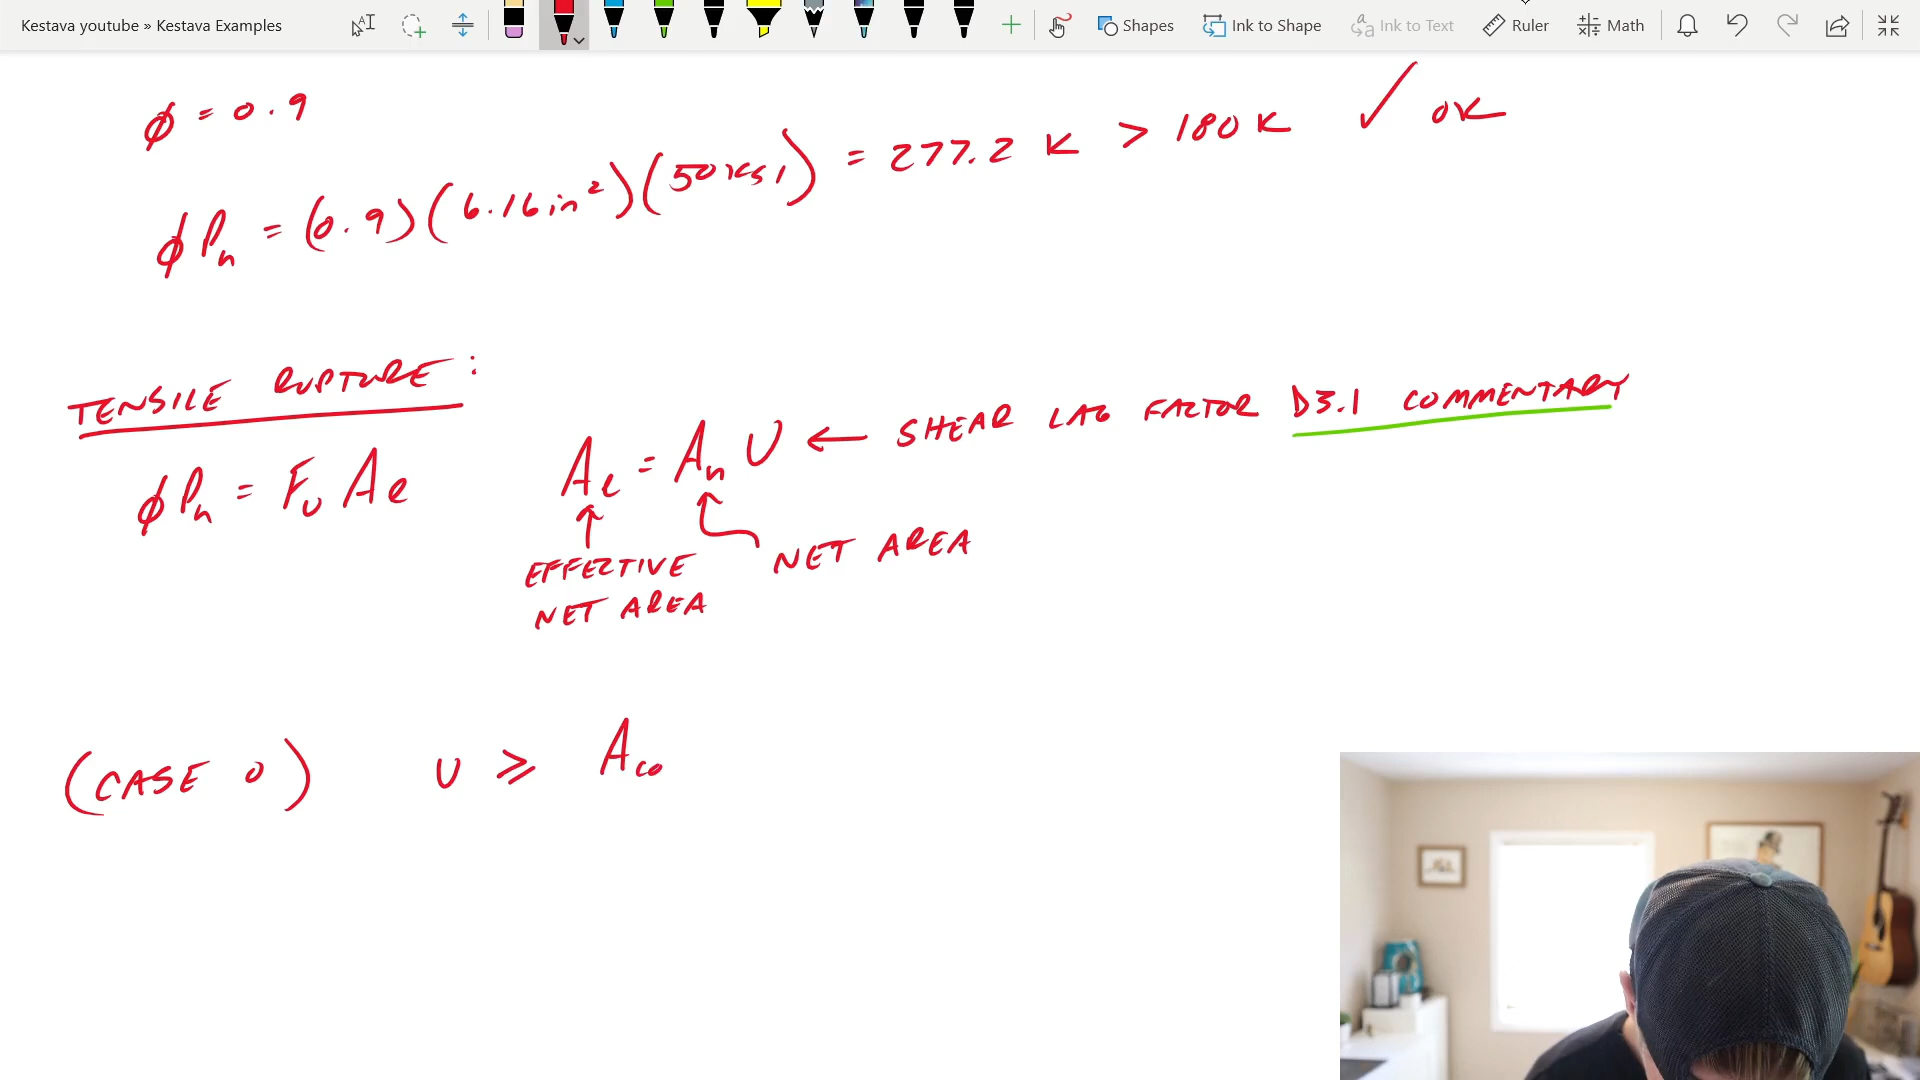 Kestava youtube » Kestava Examples
Shapes
Ink to Shape
Ink to Text
Ruler
Math
ϕ = 0.9
ϕPn = (0.9)(6.16in²)(50ksi) = 277.2 K > 180K ✓ OK
TENSILE RUPTURE:
ϕPn = Fu Ae
Ae = An U ← SHEAR LAG FACTOR D3.1 COMMENTARY
EFFECTIVE
NET AREA
NET AREA
(CASE 0) U ≥ Aco